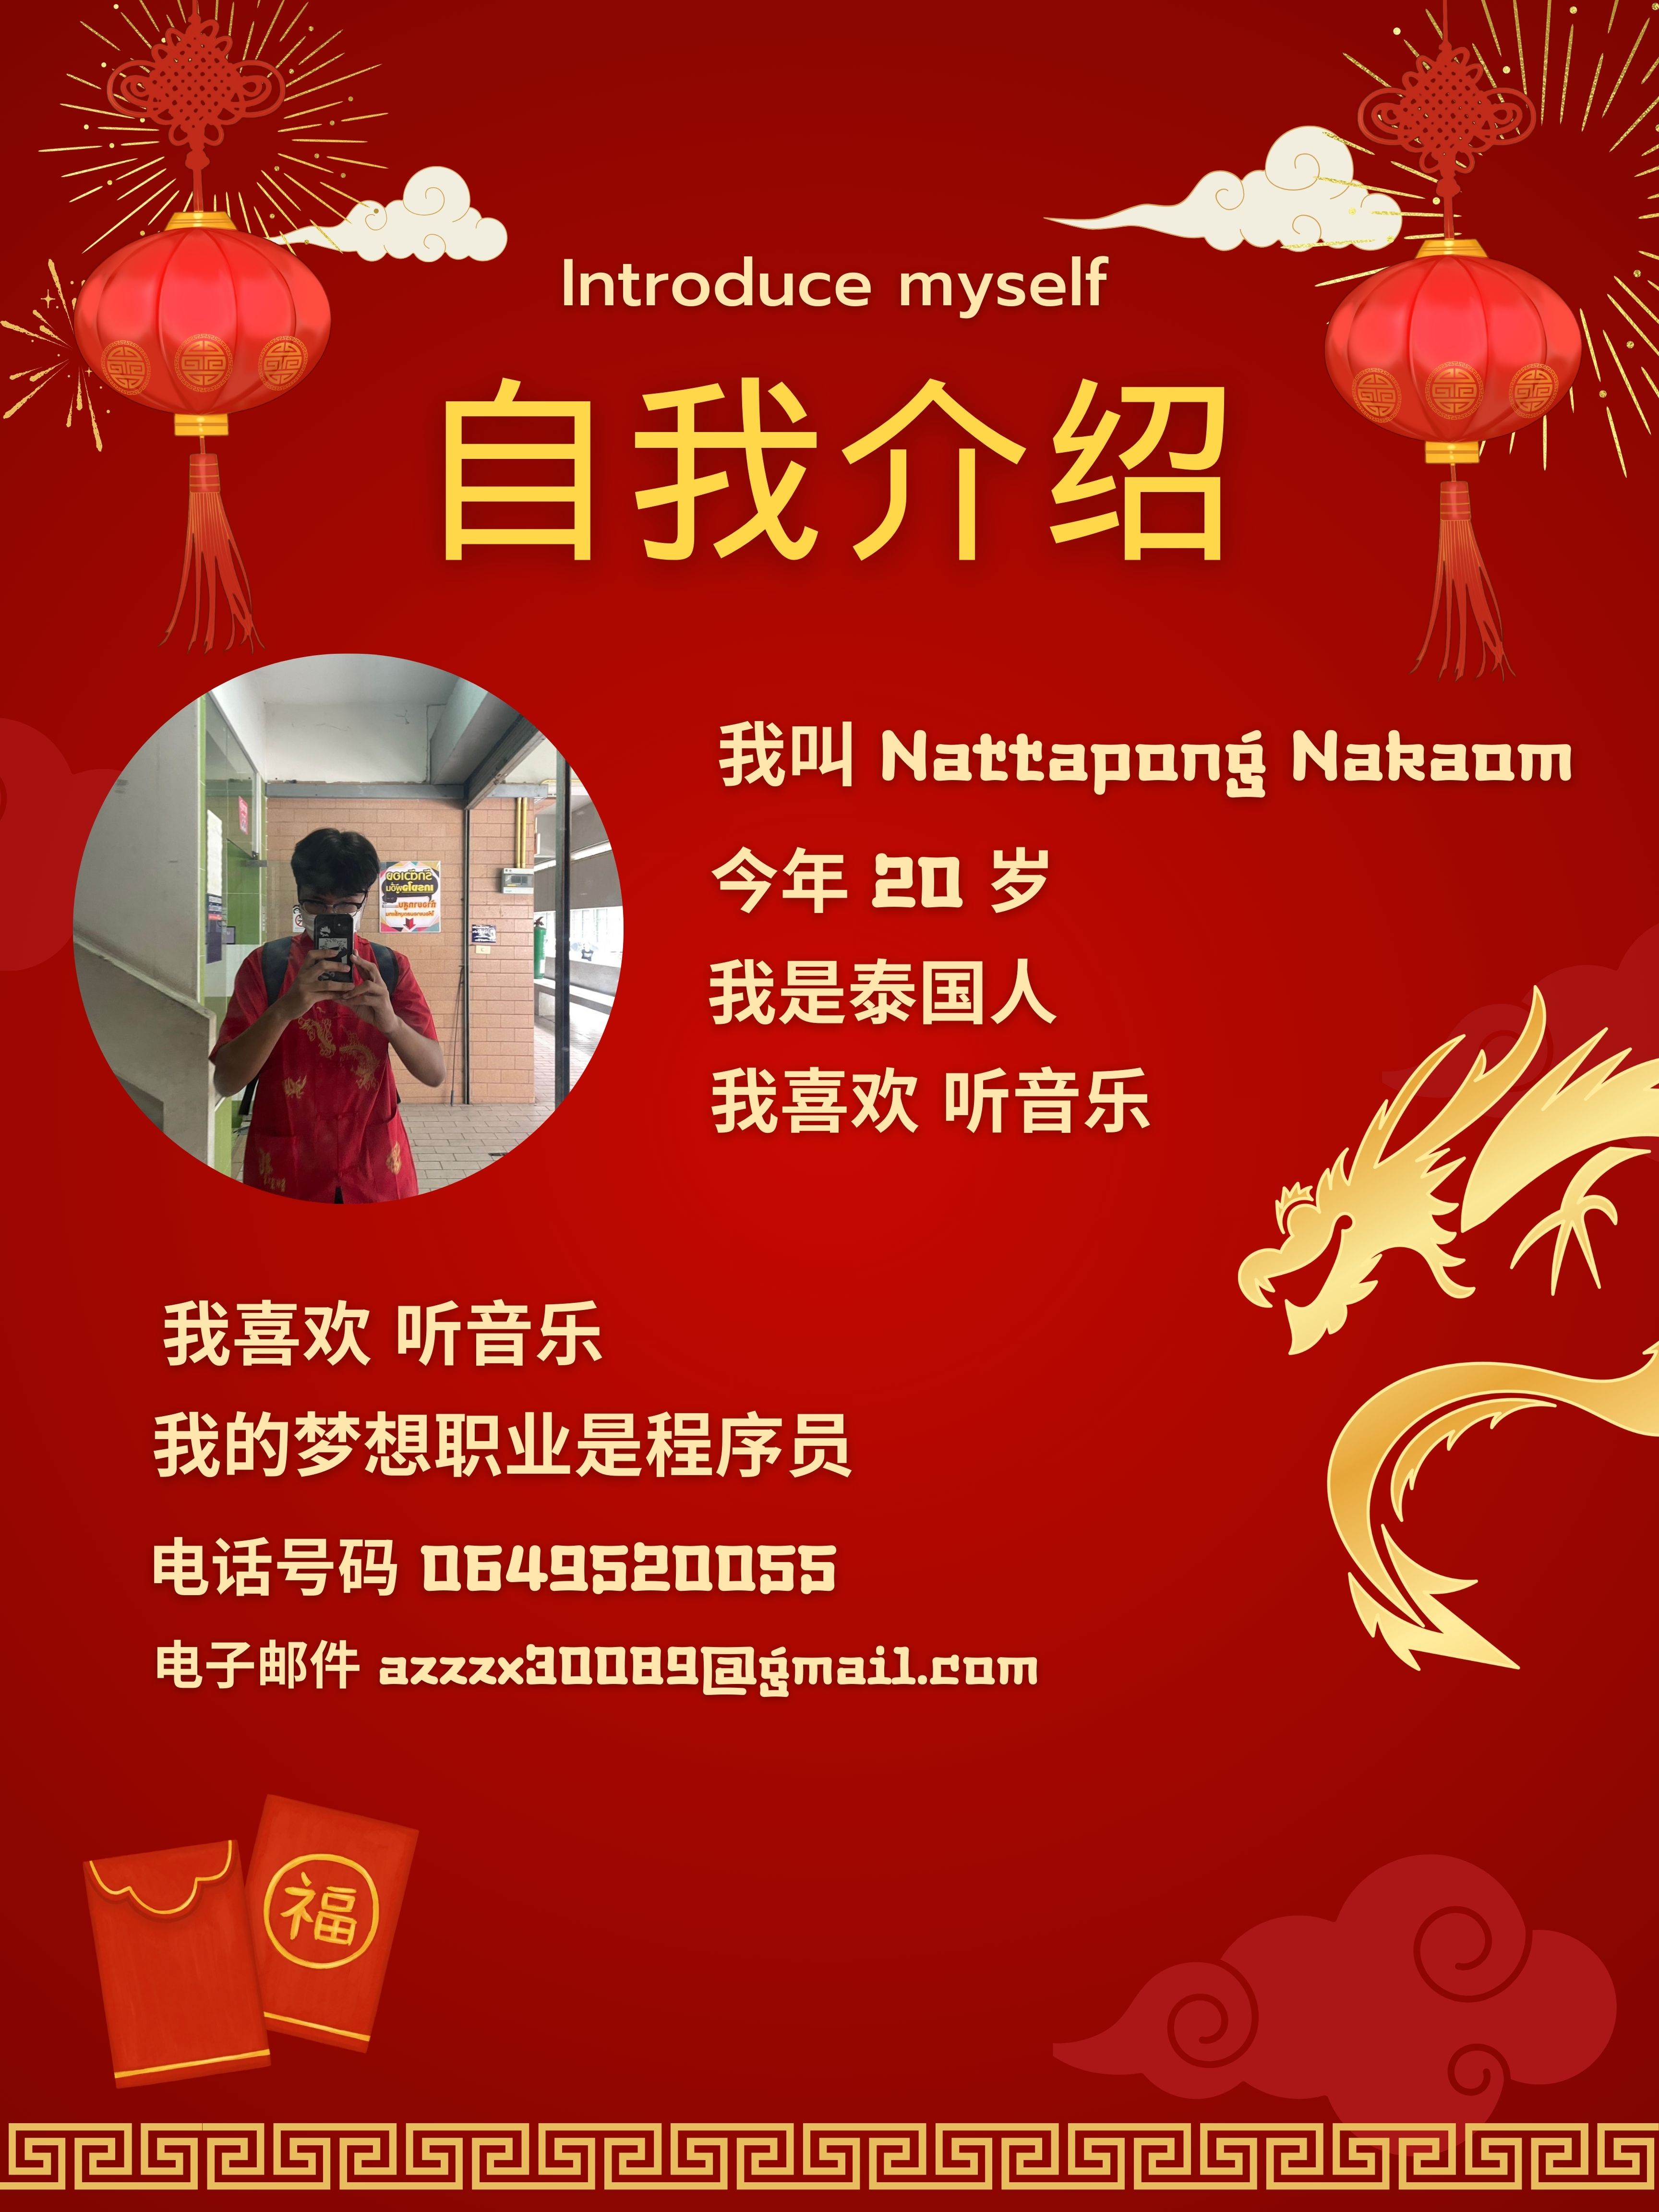 Introduce myself
自我介绍
我叫 Nattapong Nakaom
今年 20 岁
我是泰国人
我喜欢 听音乐
我喜欢 听音乐
我的梦想职业是程序员
电话号码 0649520055
电子邮件 azzzx30089@gmail.com
福